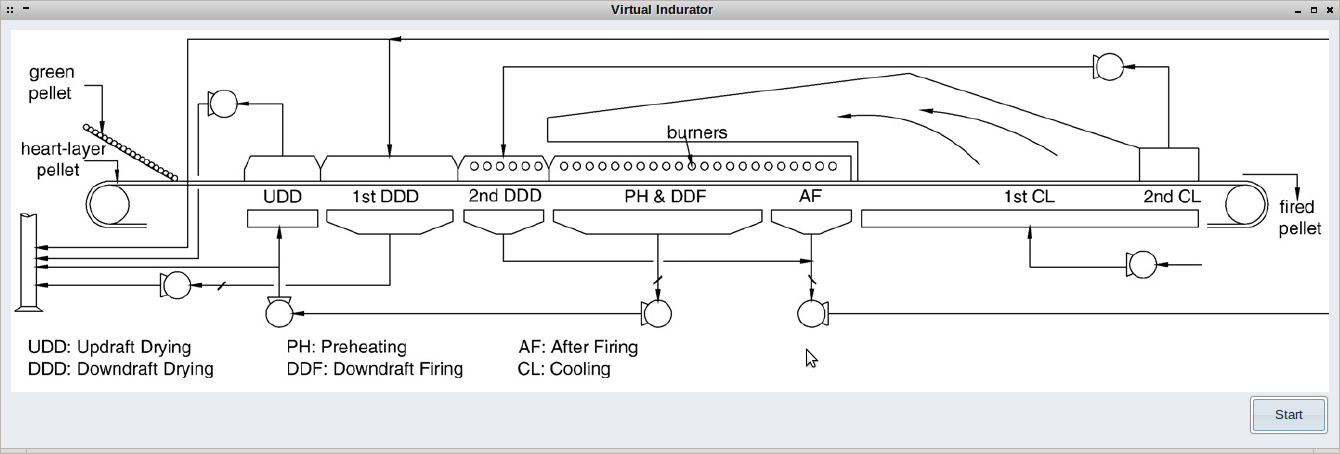 Virtual Indurator
green
pellet
heart-layer
pellet
burners
UDD
1st DDD
2nd DDD
PH & DDF
AF
1st CL
2nd CL
fired
pellet
UDD: Updraft Drying
PH: Preheating
AF: After Firing
DDD: Downdraft Drying
DDF: Downdraft Firing
CL: Cooling
Start